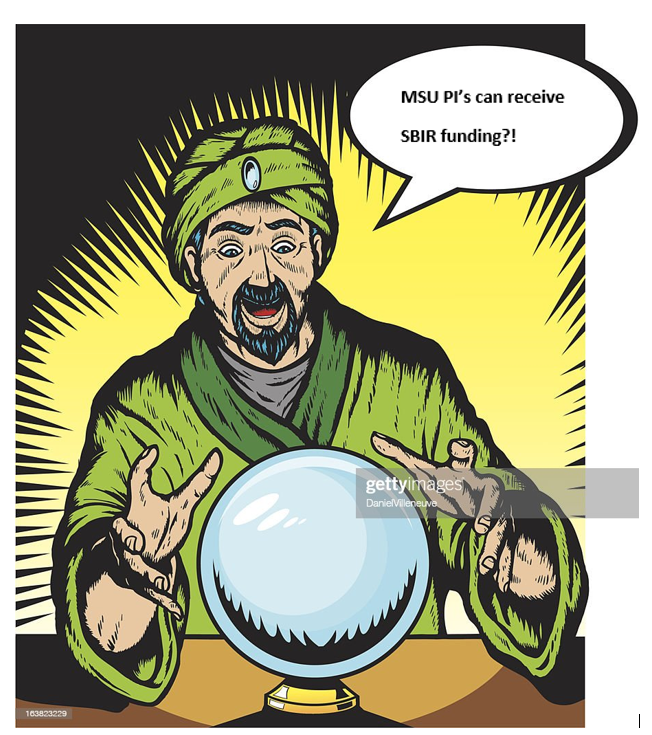 MSU PI's can receive
SBIR funding?!
gettyimages
DanielVilleneuve
163823229